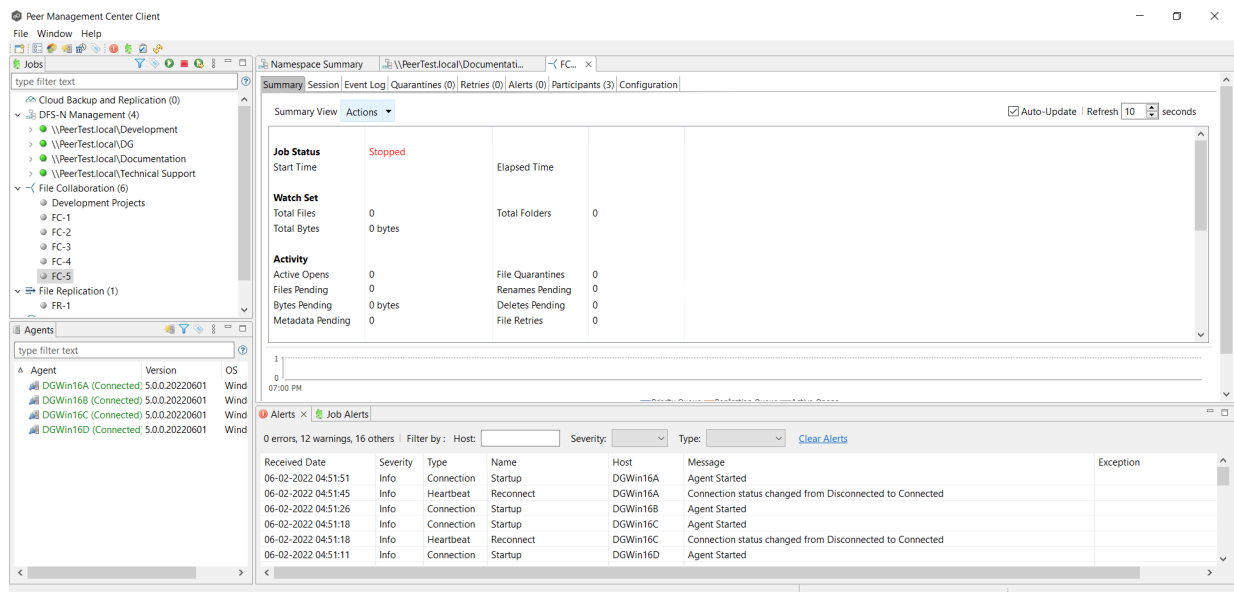 Peer Management Center Client
File Window Help
Jobs
type filter text
Cloud Backup and Replication (0)
DFS-N Management (4)
\\PeerTest.local\Development
\\PeerTest.local\DG
\\PeerTest.local\Documentation
\\PeerTest.local\Technical Support
File Collaboration (6)
Development Projects
FC-1
FC-2
FC-3
FC-4
FC-5
File Replication (1)
FR-1
Agents
type filter text
Agent Version OS
DGWin16A (Connected) 5.0.0.20220601 Wind
DGWin16B (Connected) 5.0.0.20220601 Wind
DGWin16C (Connected) 5.0.0.20220601 Wind
DGWin16D (Connected) 5.0.0.20220601 Wind
Namespace Summary \\PeerTest.local\Documentati... FC...
Summary Session Event Log Quarantines (0) Retries (0) Alerts (0) Participants (3) Configuration
Summary View Actions Auto-Update Refresh 10 seconds
Job Status Stopped
Start Time Elapsed Time
Watch Set
Total Files 0 Total Folders 0
Total Bytes 0 bytes
Activity
Active Opens 0 File Quarantines 0
Files Pending 0 Renames Pending 0
Bytes Pending 0 bytes Deletes Pending 0
Metadata Pending 0 File Retries 0
1
0
07:00 PM
Alerts Job Alerts
0 errors, 12 warnings, 16 others Filter by : Host: Severity: Type: Clear Alerts
Received Date Severity Type Name Host Message Exception
06-02-2022 04:51:51 Info Connection Startup DGWin16A Agent Started
06-02-2022 04:51:45 Info Heartbeat Reconnect DGWin16A Connection status changed from Disconnected to Connected
06-02-2022 04:51:26 Info Connection Startup DGWin16B Agent Started
06-02-2022 04:51:18 Info Connection Startup DGWin16C Agent Started
06-02-2022 04:51:18 Info Heartbeat Reconnect DGWin16C Connection status changed from Disconnected to Connected
06-02-2022 04:51:11 Info Connection Startup DGWin16D Agent Started